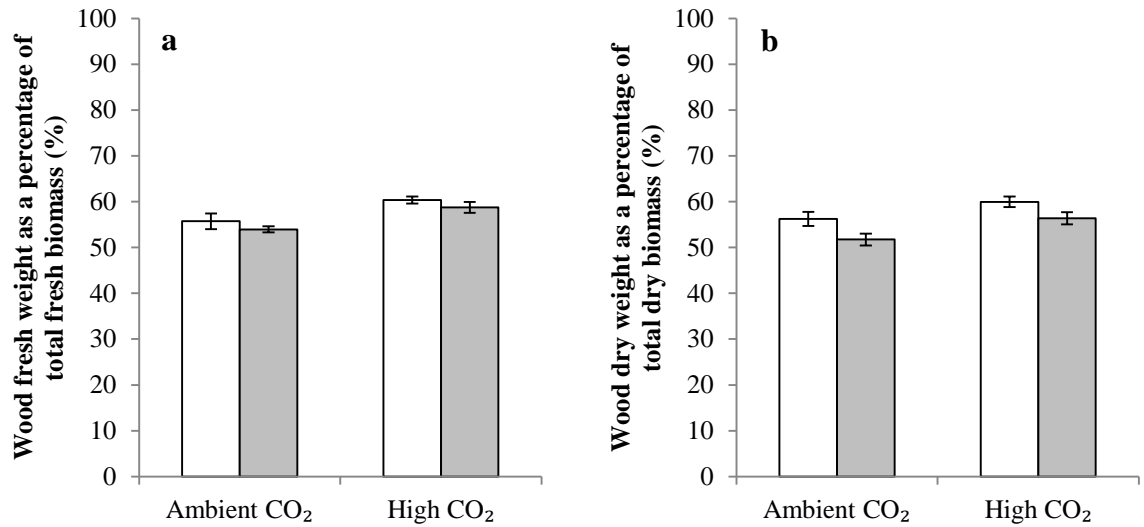 Wood fresh weight as a percentage of
total fresh biomass (%)
a
100
90
80
70
60
50
40
30
20
10
0
Ambient CO₂
High CO₂
Wood dry weight as a percentage of
total dry biomass (%)
b
100
90
80
70
60
50
40
30
20
10
0
Ambient CO₂
High CO₂